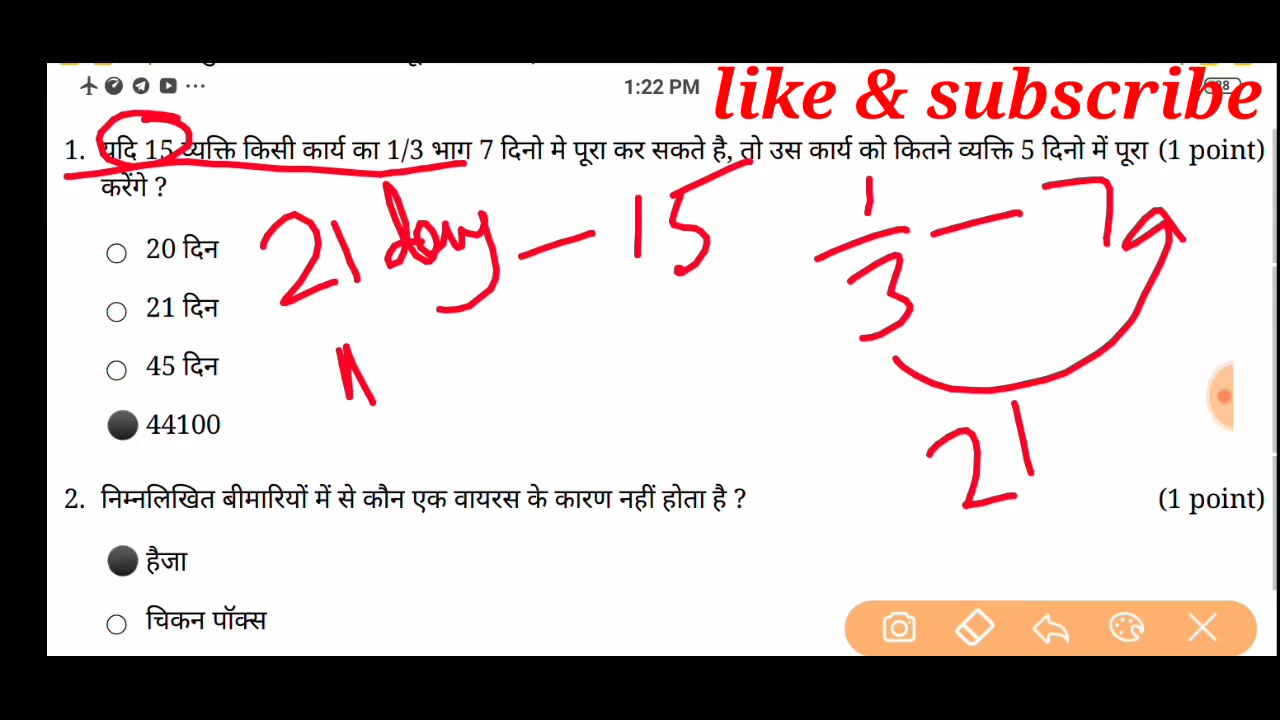 1:22 PM
like & subscribe
1. यदि 15 व्यक्ति किसी कार्य का 1/3 भाग 7 दिनो मे पूरा कर सकते है, तो उस कार्य को कितने व्यक्ति 5 दिनो में पूरा (1 point)
करेंगे ?
20 दिन
21 दिन
45 दिन
44100
21 day — 15
1/3 — 7
21
2. निम्नलिखित बीमारियों में से कौन एक वायरस के कारण नहीं होता है ? (1 point)
हैजा
चिकन पॉक्स